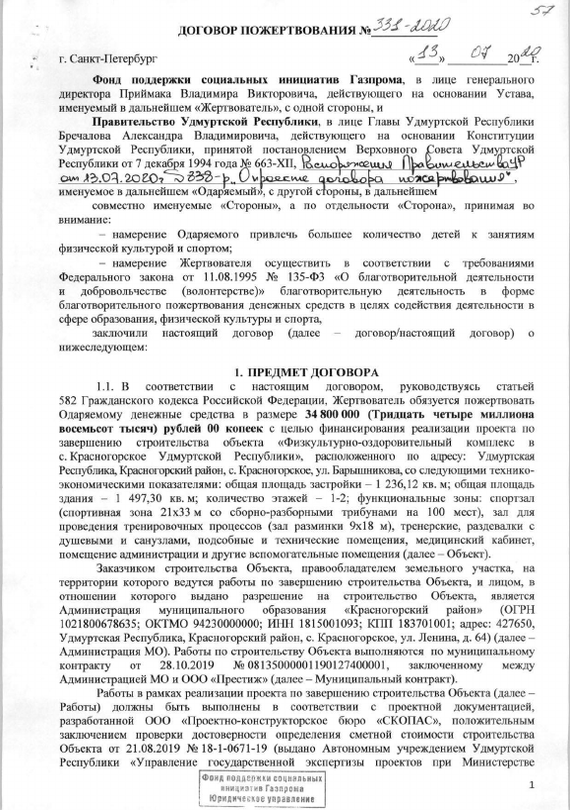 57
ДОГОВОР ПОЖЕРТВОВАНИЯ № 331-2020
г. Санкт-Петербург «13» 07 2020г.
Фонд поддержки социальных инициатив Газпрома, в лице генерального
директора Приймака Владимира Викторовича, действующего на основании Устава,
именуемый в дальнейшем «Жертвователь», с одной стороны, и
Правительство Удмуртской Республики, в лице Главы Удмуртской Республики
Бречалова Александра Владимировича, действующего на основании Конституции
Удмуртской Республики, принятой постановлением Верховного Совета Удмуртской
Республики от 7 декабря 1994 года № 663-XII, Распоряжения Правительства УР
от 13.07.2020г. №838-р „О проекте договора пожертвования",
именуемое в дальнейшем «Одаряемый», с другой стороны, в дальнейшем
совместно именуемые «Стороны», а по отдельности «Сторона», принимая во
внимание:
– намерение Одаряемого привлечь большее количество детей к занятиям
физической культурой и спортом;
– намерение Жертвователя осуществить в соответствии с требованиями
Федерального закона от 11.08.1995 № 135-ФЗ «О благотворительной деятельности
и добровольчестве (волонтерстве)» благотворительную деятельность в форме
благотворительного пожертвования денежных средств в целях содействия деятельности в
сфере образования, физической культуры и спорта,
заключили настоящий договор (далее – договор/настоящий договор) о
нижеследующем:
1. ПРЕДМЕТ ДОГОВОРА
1.1. В соответствии с настоящим договором, руководствуясь статьей
582 Гражданского кодекса Российской Федерации, Жертвователь обязуется пожертвовать
Одаряемому денежные средства в размере 34 800 000 (Тридцать четыре миллиона
восемьсот тысяч) рублей 00 копеек с целью финансирования реализации проекта по
завершению строительства объекта «Физкультурно-оздоровительный комплекс в
с. Красногорское Удмуртской Республики», расположенного по адресу: Удмуртская
Республика, Красногорский район, с. Красногорское, ул. Барышникова, со следующими технико-
экономическими показателями: общая площадь застройки – 1 236,12 кв. м; общая площадь
здания – 1 497,30 кв. м; количество этажей – 1-2; функциональные зоны: спортзал
(спортивная зона 21х33 м со сборно-разборными трибунами на 100 мест), зал для
проведения тренировочных процессов (зал разминки 9х18 м), тренерские, раздевалки с
душевыми и санузлами, подсобные и технические помещения, медицинский кабинет,
помещение администрации и другие вспомогательные помещения (далее – Объект).
Заказчиком строительства Объекта, правообладателем земельного участка, на
территории которого ведутся работы по завершению строительства Объекта, и лицом, в
отношении которого выдано разрешение на строительство Объекта, является
Администрация муниципального образования «Красногорский район» (ОГРН
1021800678635; ОКТМО 94230000000; ИНН 1815001093; КПП 183701001; адрес: 427650,
Удмуртская Республика, Красногорский район, с. Красногорское, ул. Ленина, д. 64) (далее –
Администрация МО). Работы по строительству Объекта выполняются по муниципальному
контракту от 28.10.2019 № 08135000001190127400001, заключенному между
Администрацией МО и ООО «Престиж» (далее – Муниципальный контракт).
Работы в рамках реализации проекта по завершению строительства Объекта (далее –
Работы) должны быть выполнены в соответствии с проектной документацией,
разработанной ООО «Проектно-конструкторское бюро «СКОПАС», положительным
заключением проверки достоверности определения сметной стоимости строительства
Объекта от 21.08.2019 № 18-1-0671-19 (выдано Автономным учреждением Удмуртской
Республики «Управление государственной экспертизы проектов при Министерстве
Фонд поддержки социальных
инициатив Газпрома
Юридическое управление
1